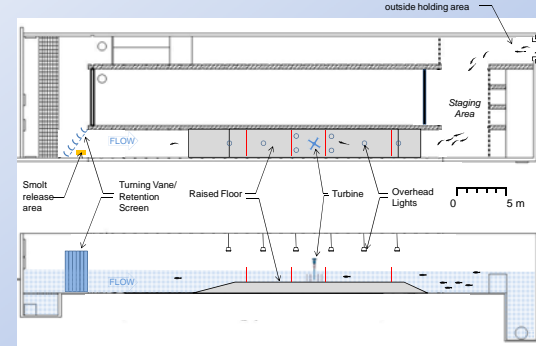 outside holding area
Staging
Area
FLOW
Smolt
release
area
Turning Vane/
Retention
Screen
Raised Floor
Turbine
Overhead
Lights
0 5 m
FLOW